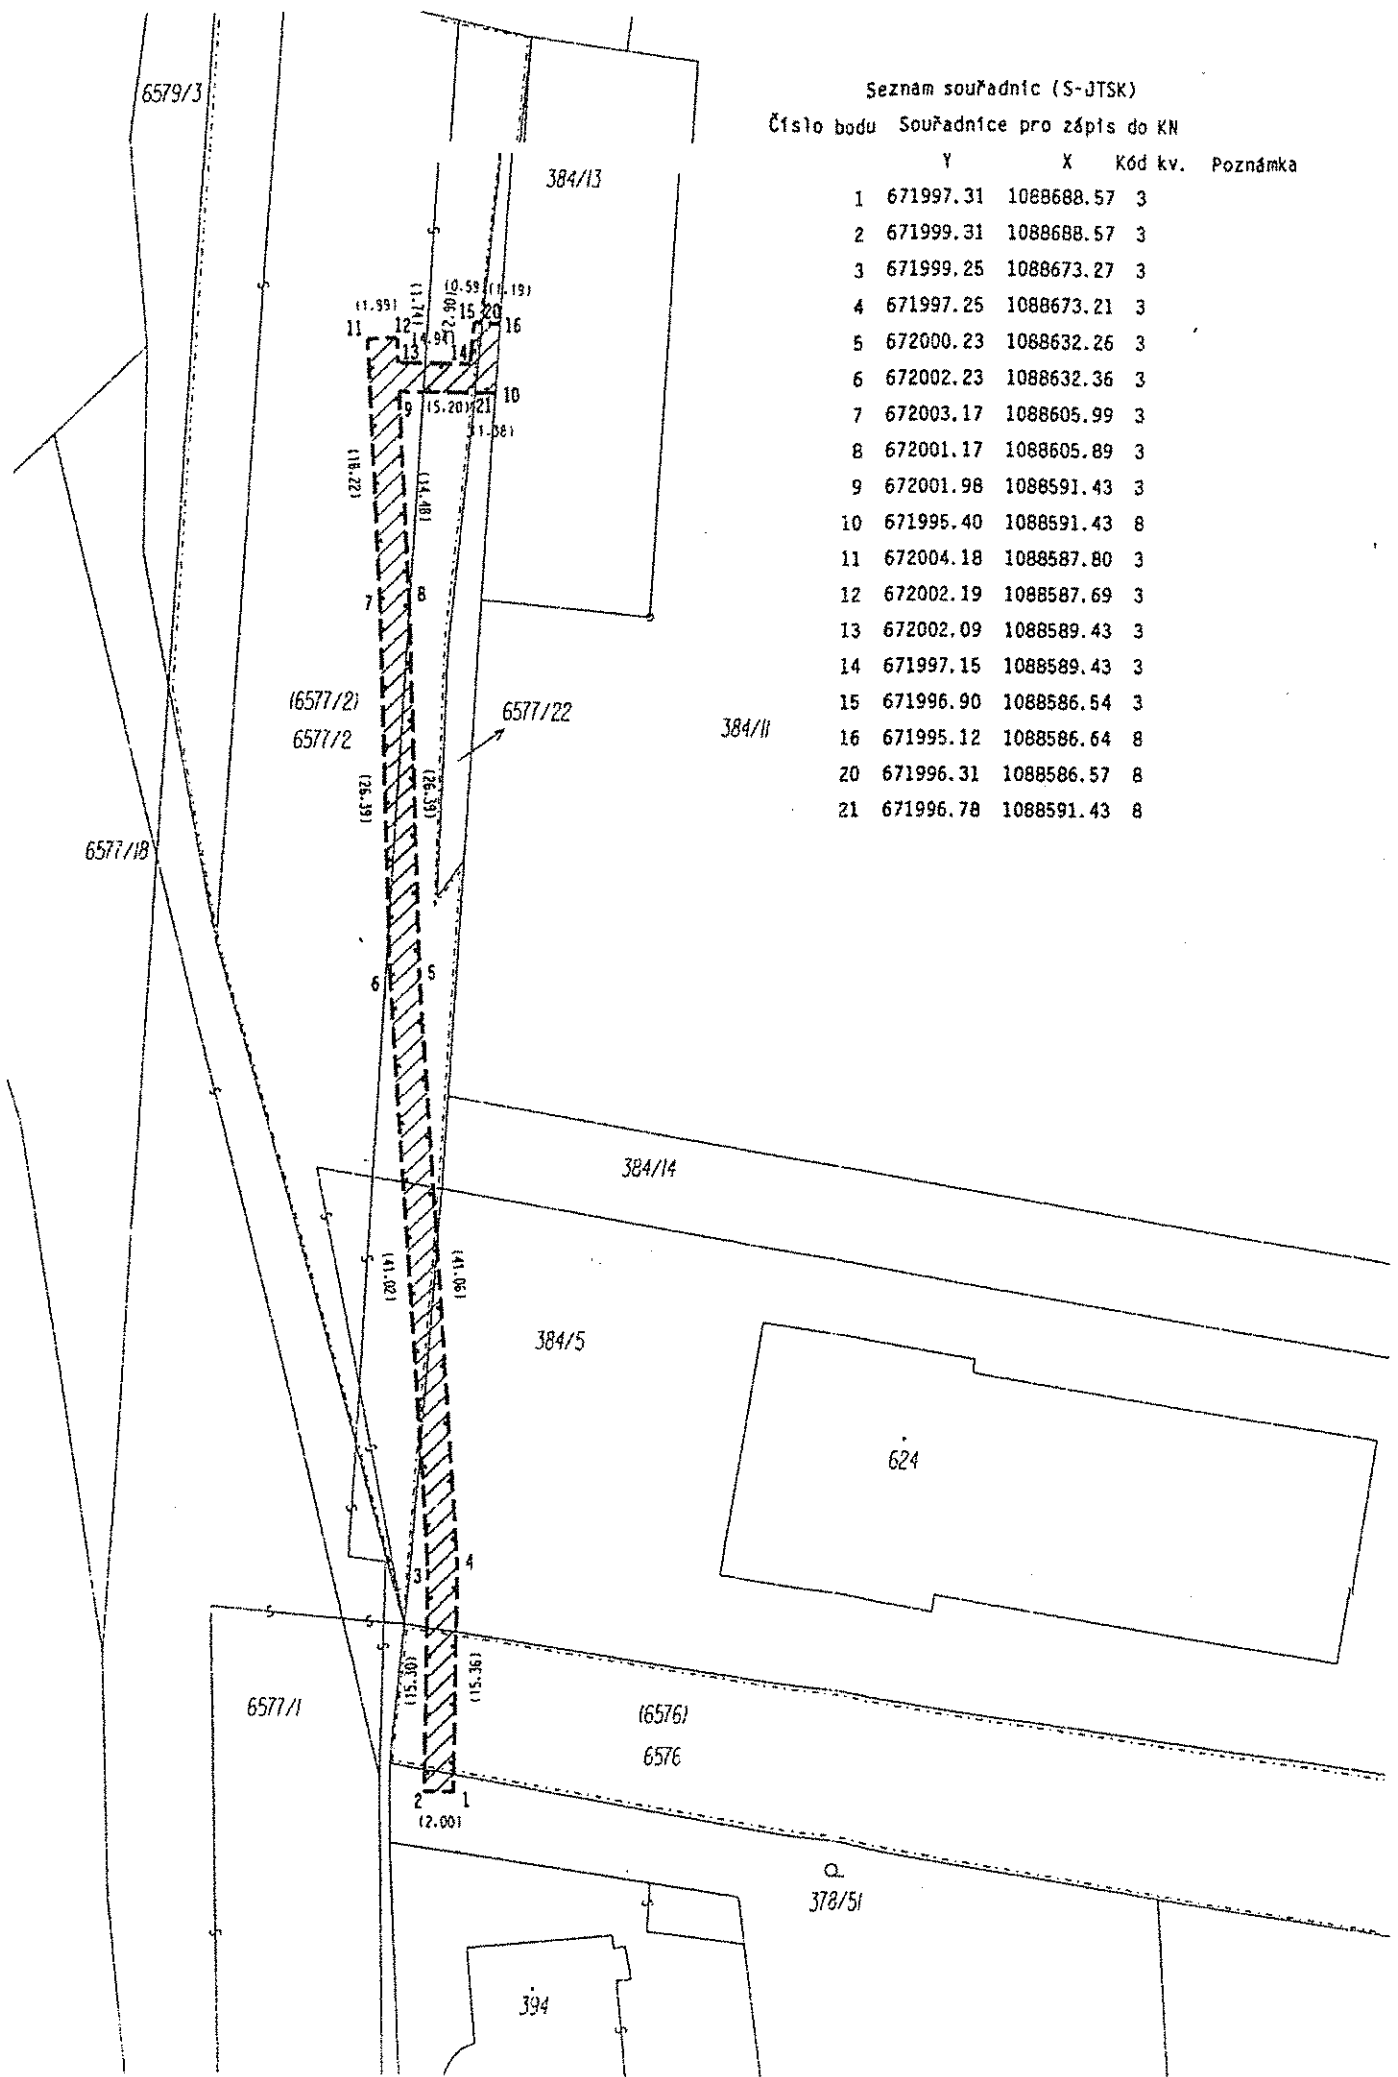 Seznam souřadnic (S-JTSK)
Číslo bodu Souřadnice pro zápis do KN
Y X Kód kv. Poznámka
1 671997.31 1088688.57 3
2 671999.31 1088688.57 3
3 671999.25 1088673.27 3
4 671997.25 1088673.21 3
5 672000.23 1088632.26 3
6 672002.23 1088632.36 3
7 672003.17 1088605.99 3
8 672001.17 1088605.89 3
9 672001.98 1088591.43 3
10 671995.40 1088591.43 8
11 672004.18 1088587.80 3
12 672002.19 1088587.69 3
13 672002.09 1088589.43 3
14 671997.15 1088589.43 3
15 671996.90 1088586.54 3
16 671995.12 1088586.64 8
20 671996.31 1088586.57 8
21 671996.78 1088591.43 8
6579/3
384/13
(0.59)
(1.19)
(1.99)
(1.74)
(2.90)
11
12
15
20
16
(4.94)
13
14
9
(5.20)
21
10
(1.38)
(18.22)
(14.48)
7
8
(6577/2)
6577/2
6577/22
384/11
(26.39)
(26.39)
6577/18
6
5
384/14
(41.02)
(41.06)
384/5
624
3
4
(15.30)
(15.36)
6577/1
(6576)
6576
2
1
(2.00)
378/51
394